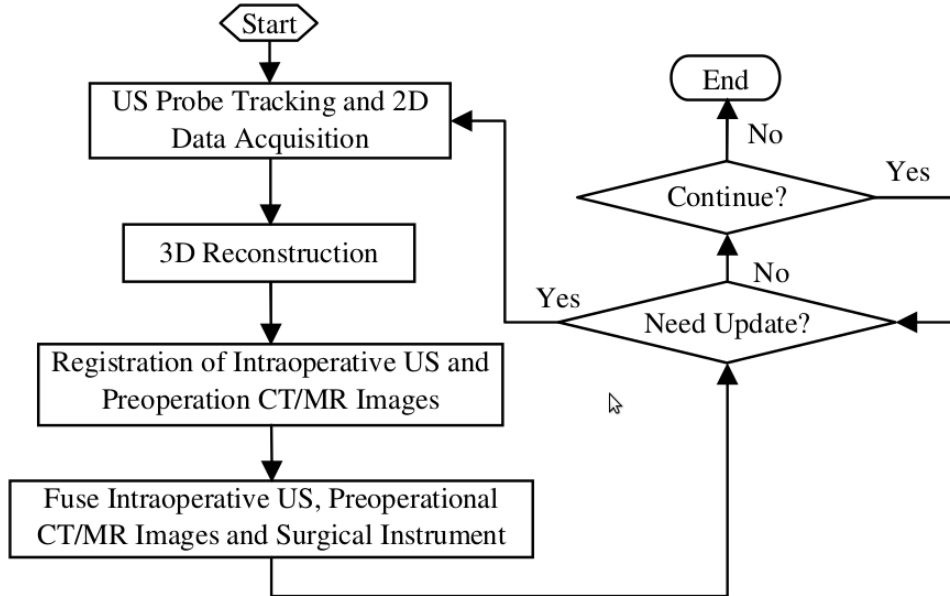 Start
US Probe Tracking and 2D
Data Acquisition
3D Reconstruction
Registration of Intraoperative US and
Preoperation CT/MR Images
Fuse Intraoperative US, Preoperational
CT/MR Images and Surgical Instrument
End
No
Continue?
Yes
No
Yes
Need Update?